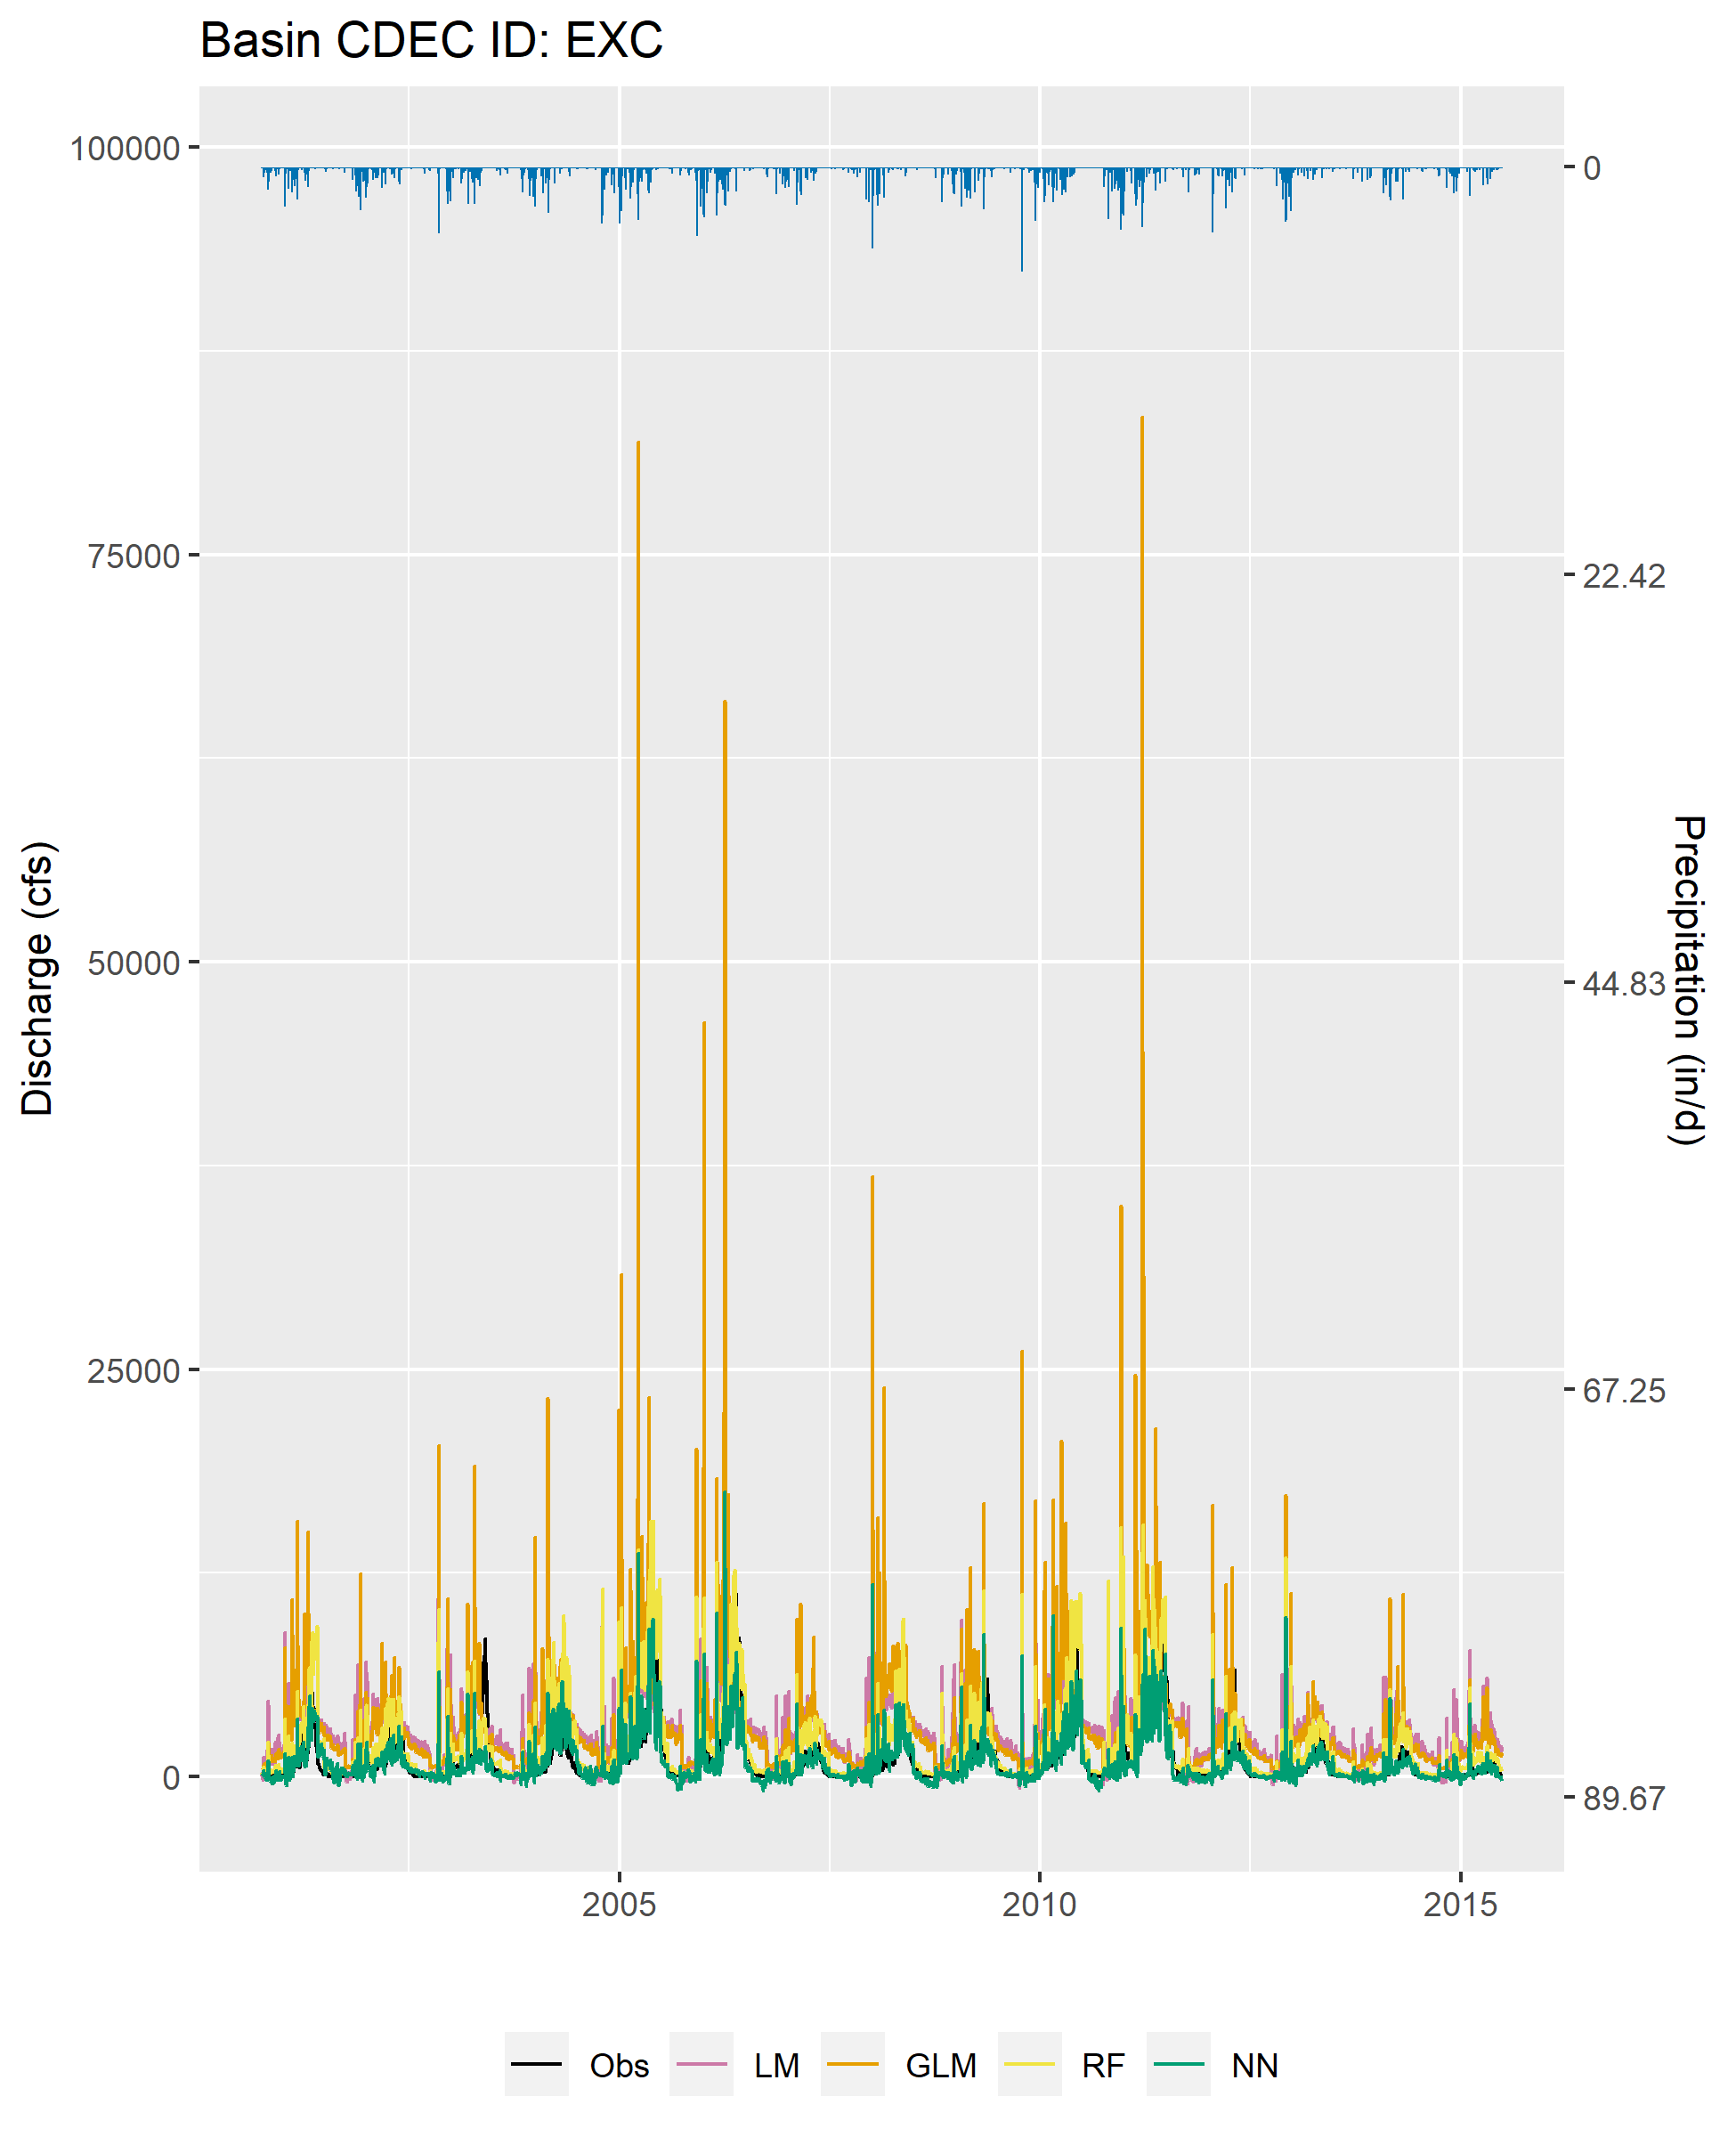 Basin CDEC ID: EXC
100000
75000
50000
25000
0
Discharge (cfs)
0
22.42
44.83
67.25
89.67
Precipitation (in/d)
2005
2010
2015
Obs
LM
GLM
RF
NN